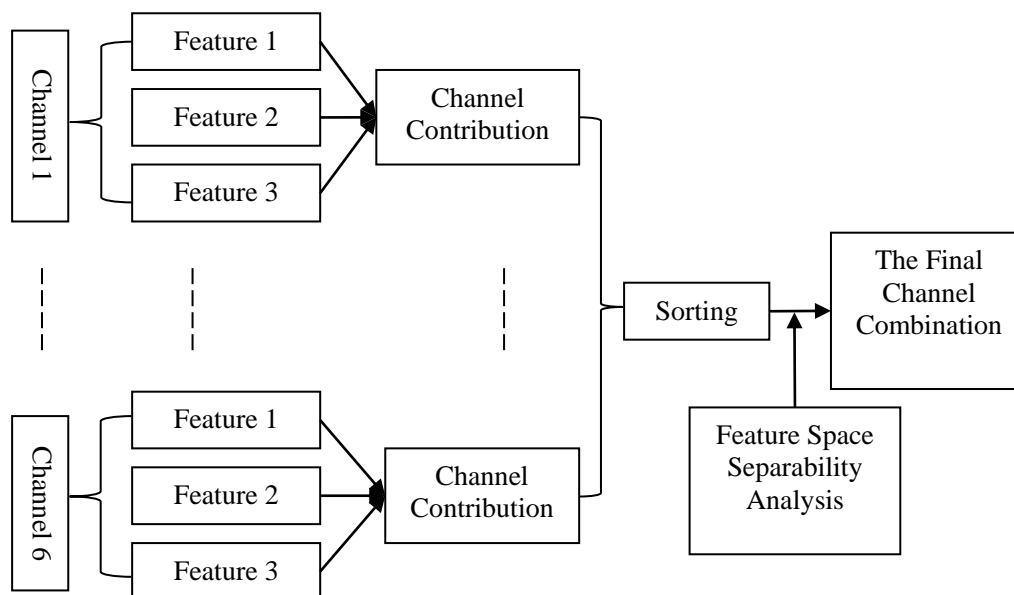 Channel 1
Feature 1
Feature 2
Feature 3
Channel
Contribution
Sorting
The Final
Channel
Combination
Feature Space
Separability
Analysis
Channel 6
Feature 1
Feature 2
Feature 3
Channel
Contribution